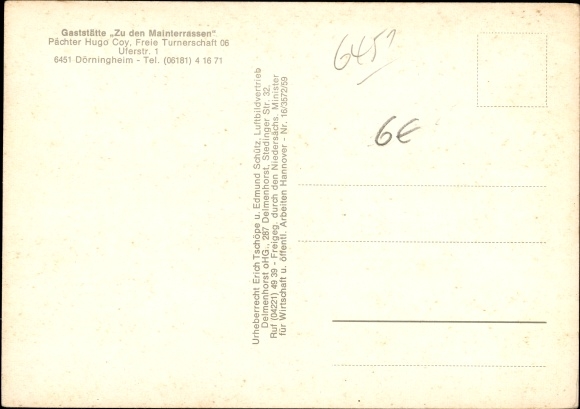 Gaststätte „Zu den Mainterrassen"
Pächter Hugo Coy, Freie Turnerschaft 06
Uferstr. 1
6451 Dörningheim - Tel. (06181) 4 16 71
6451
6€
Urheberrecht Erich Tschöpe u. Edmund Schütz, Luftbildvertrieb
Delmenhorst oHG., 287 Delmenhorst, Stedinger Str. 32,
Ruf (04221) 49 39 - Freigeg. durch den Niedersächs. Minister
für Wirtschaft u. öffentl. Arbeiten Hannover - Nr. 16/3572/59